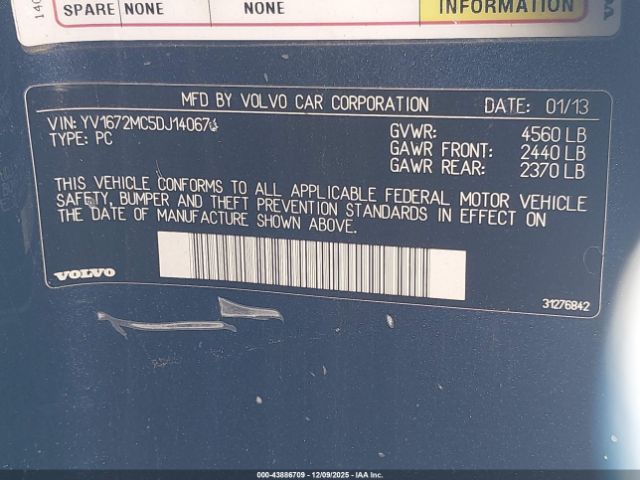 SPARE NONE NONE INFORMATION
MFD BY VOLVO CAR CORPORATION DATE: 01/13
TYPE: PC
GVWR: 4560 LB
GAWR FRONT: 2440 LB
GAWR REAR: 2370 LB
THIS VEHICLE CONFORMS TO ALL APPLICABLE FEDERAL MOTOR VEHICLE
SAFETY, BUMPER AND THEFT PREVENTION STANDARDS IN EFFECT ON
THE DATE OF MANUFACTURE SHOWN ABOVE.
VOLVO
31276842
000-43886709 - 12/09/2025 - IAA Inc.